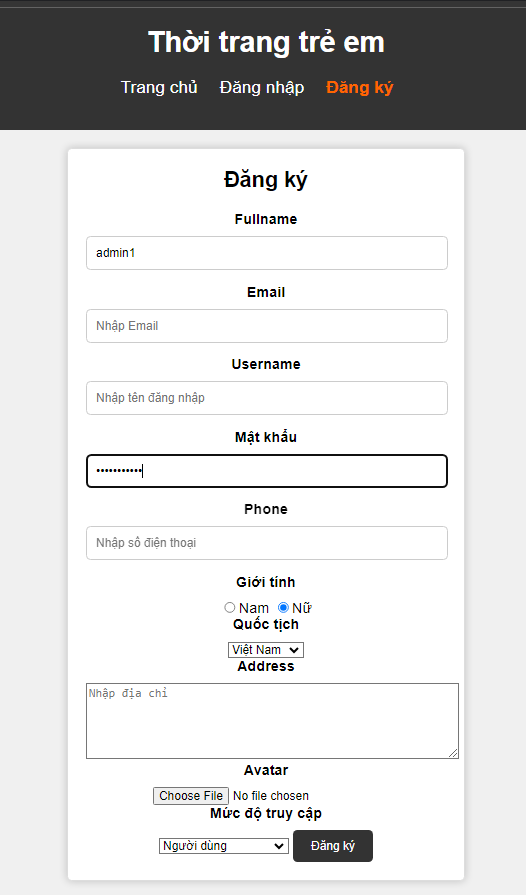 Thời trang trẻ em
Trang chủ Đăng nhập Đăng ký
Đăng ký
Fullname
admin1
Email
Nhập Email
Username
Nhập tên đăng nhập
Mật khẩu
•••••••••••
Phone
Nhập số điện thoại
Giới tính
Nam Nữ
Quốc tịch
Việt Nam
Address
Nhập địa chỉ
Avatar
Choose File No file chosen
Mức độ truy cập
Người dùng Đăng ký